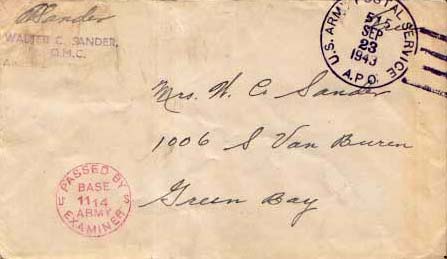 Sander
WALTER C. SANDER,
Q.M.C.
U.S. ARMY POSTAL SERVICE
Free
SEP
23
1943
A.P.O.
Mrs. W. C. Sander
1006 S Van Buren
Green Bay
PASSED BY
BASE
1114
ARMY
EXAMINER
U S